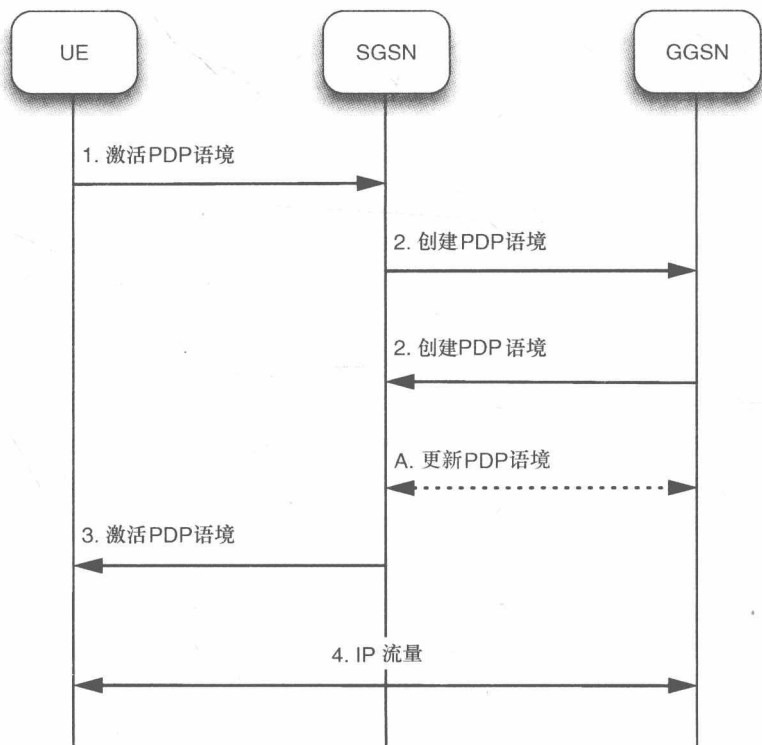 UE
SGSN
GGSN
1. 激活PDP语境
2. 创建PDP语境
2. 创建PDP 语境
A. 更新PDP语境
3. 激活PDP语境
4. IP 流量